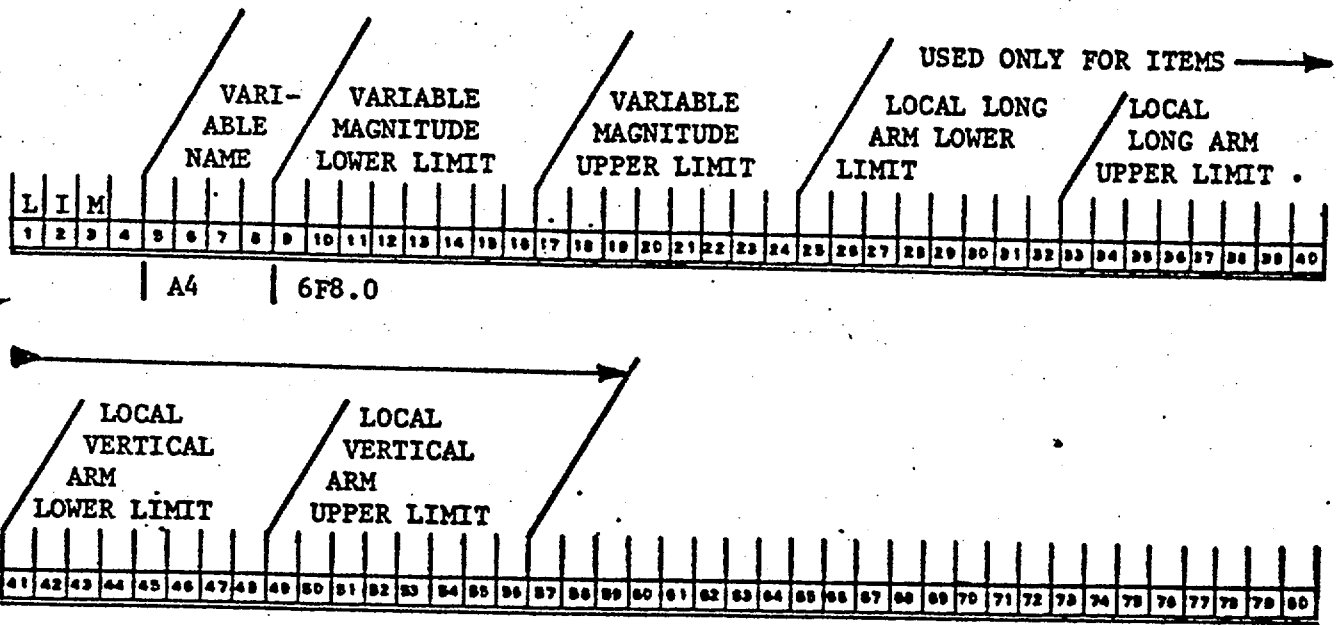 USED ONLY FOR ITEMS
VARI-
ABLE
NAME
VARIABLE
MAGNITUDE
LOWER LIMIT
VARIABLE
MAGNITUDE
UPPER LIMIT
LOCAL LONG
ARM LOWER
LIMIT
LOCAL
LONG ARM
UPPER LIMIT
L I M
1 2 3 4 5 6 7 8 9 10 11 12 13 14 15 16 17 18 19 20 21 22 23 24 25 26 27 28 29 30 31 32 33 34 35 36 37 38 39 40
A4 6F8.0
LOCAL
VERTICAL
ARM
LOWER LIMIT
LOCAL
VERTICAL
ARM
UPPER LIMIT
41 42 43 44 45 46 47 48 49 50 51 52 53 54 55 56 57 58 59 60 61 62 63 64 65 66 67 68 69 70 71 72 73 74 75 76 77 78 79 80